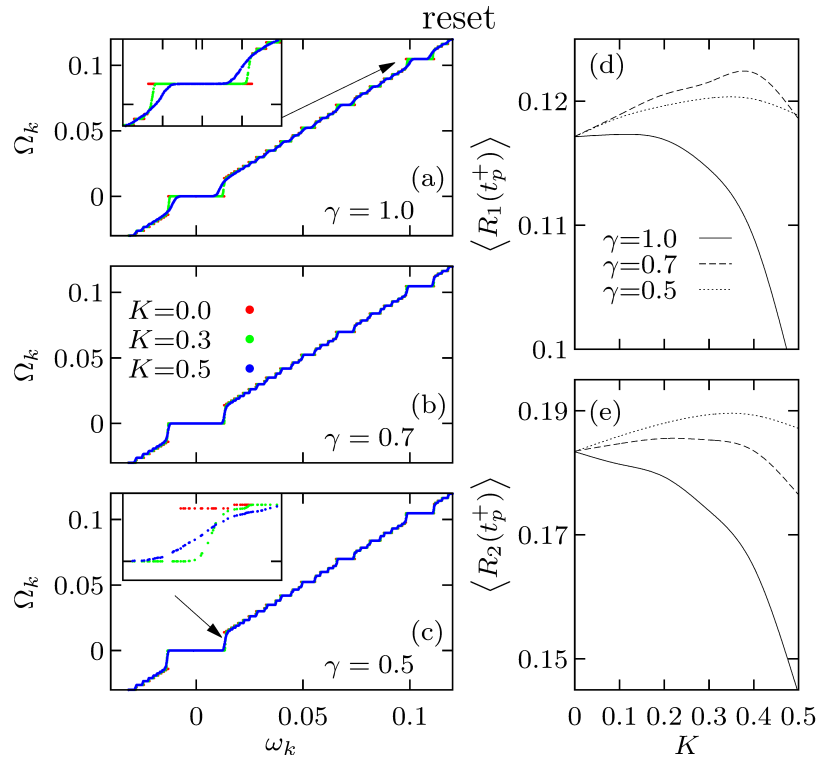 reset
0.1
0.05
0
Ω_k
(a)
γ = 1.0
0.1
0.05
0
Ω_k
K=0.0
K=0.3
K=0.5
(b)
γ = 0.7
0.1
0.05
0
Ω_k
(c)
γ = 0.5
0 0.05 0.1
ω_k
(d)
0.12
0.11
0.1
⟨R_1(t_p^+)⟩
γ=1.0
γ=0.7
γ=0.5
(e)
0.19
0.17
0.15
⟨R_2(t_p^+)⟩
0 0.1 0.2 0.3 0.4 0.5
K